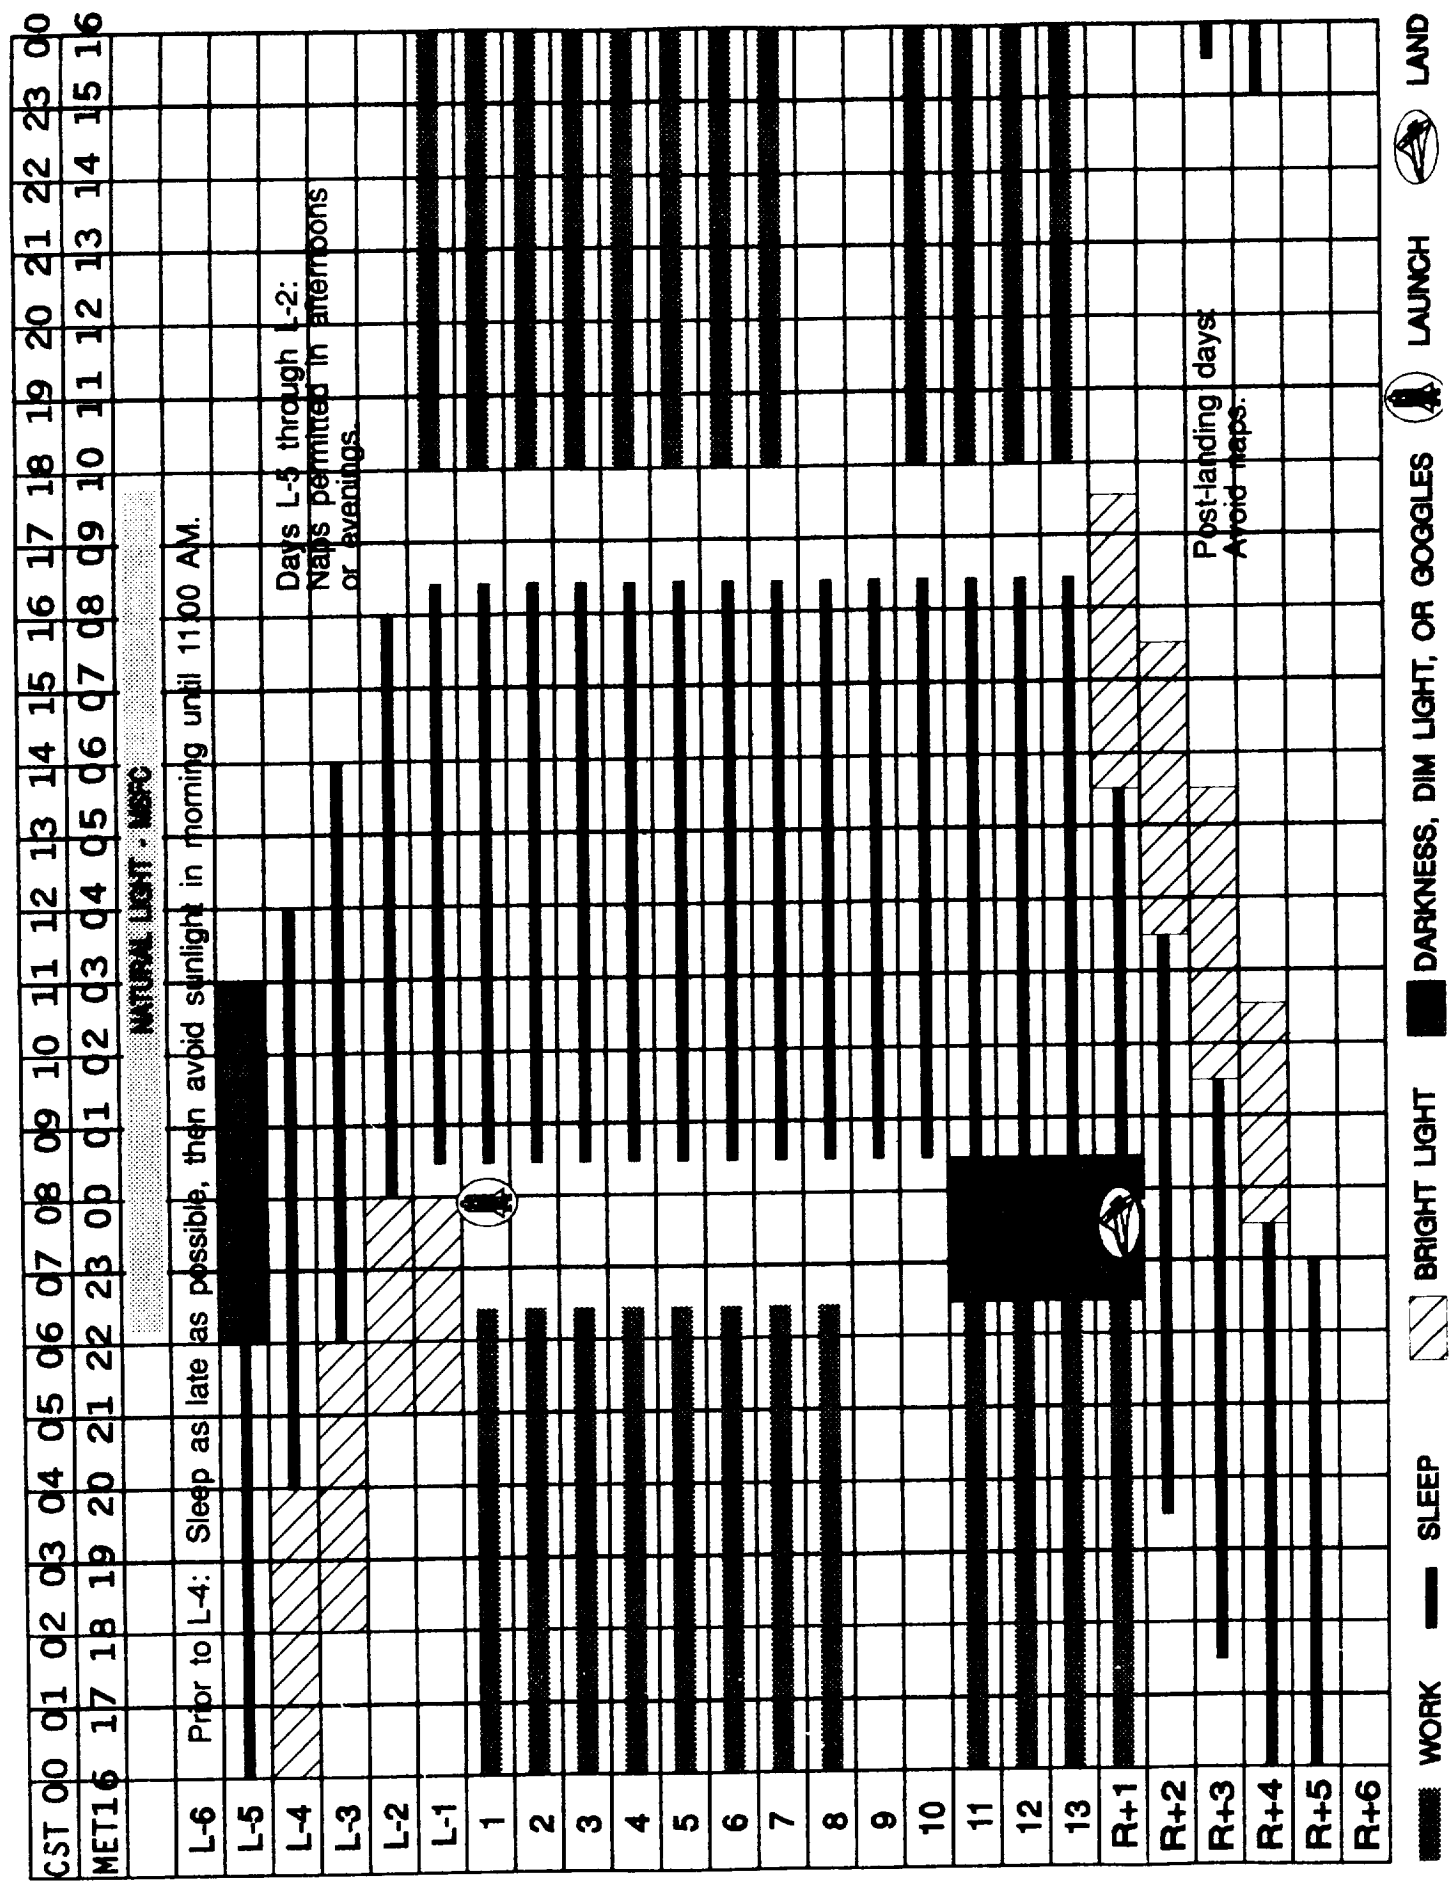 CST 00 01 02 03 04 05 06 07 08 09 10 11 12 13 14 15 16 17 18 19 20 21 22 23 00
MET16 17 18 19 20 21 22 23 00 01 02 03 04 05 06 07 08 09 10 11 12 13 14 15 16
NATURAL LIGHT - MSFC
L-6 Prior to L-4: Sleep as late as possible, then avoid sunlight in morning until 11:00 AM.
L-5
L-4
Days L-5 through L-2:
L-3
Naps permitted in afternoons
or evenings.
L-2
L-1
1
2
3
4
5
6
7
8
9
10
11
12
13
R+1
R+2
R+3
Post-landing days:
Avoid naps.
R+4
R+5
R+6
WORK SLEEP BRIGHT LIGHT DARKNESS, DIM LIGHT, OR GOGGLES LAUNCH LAND